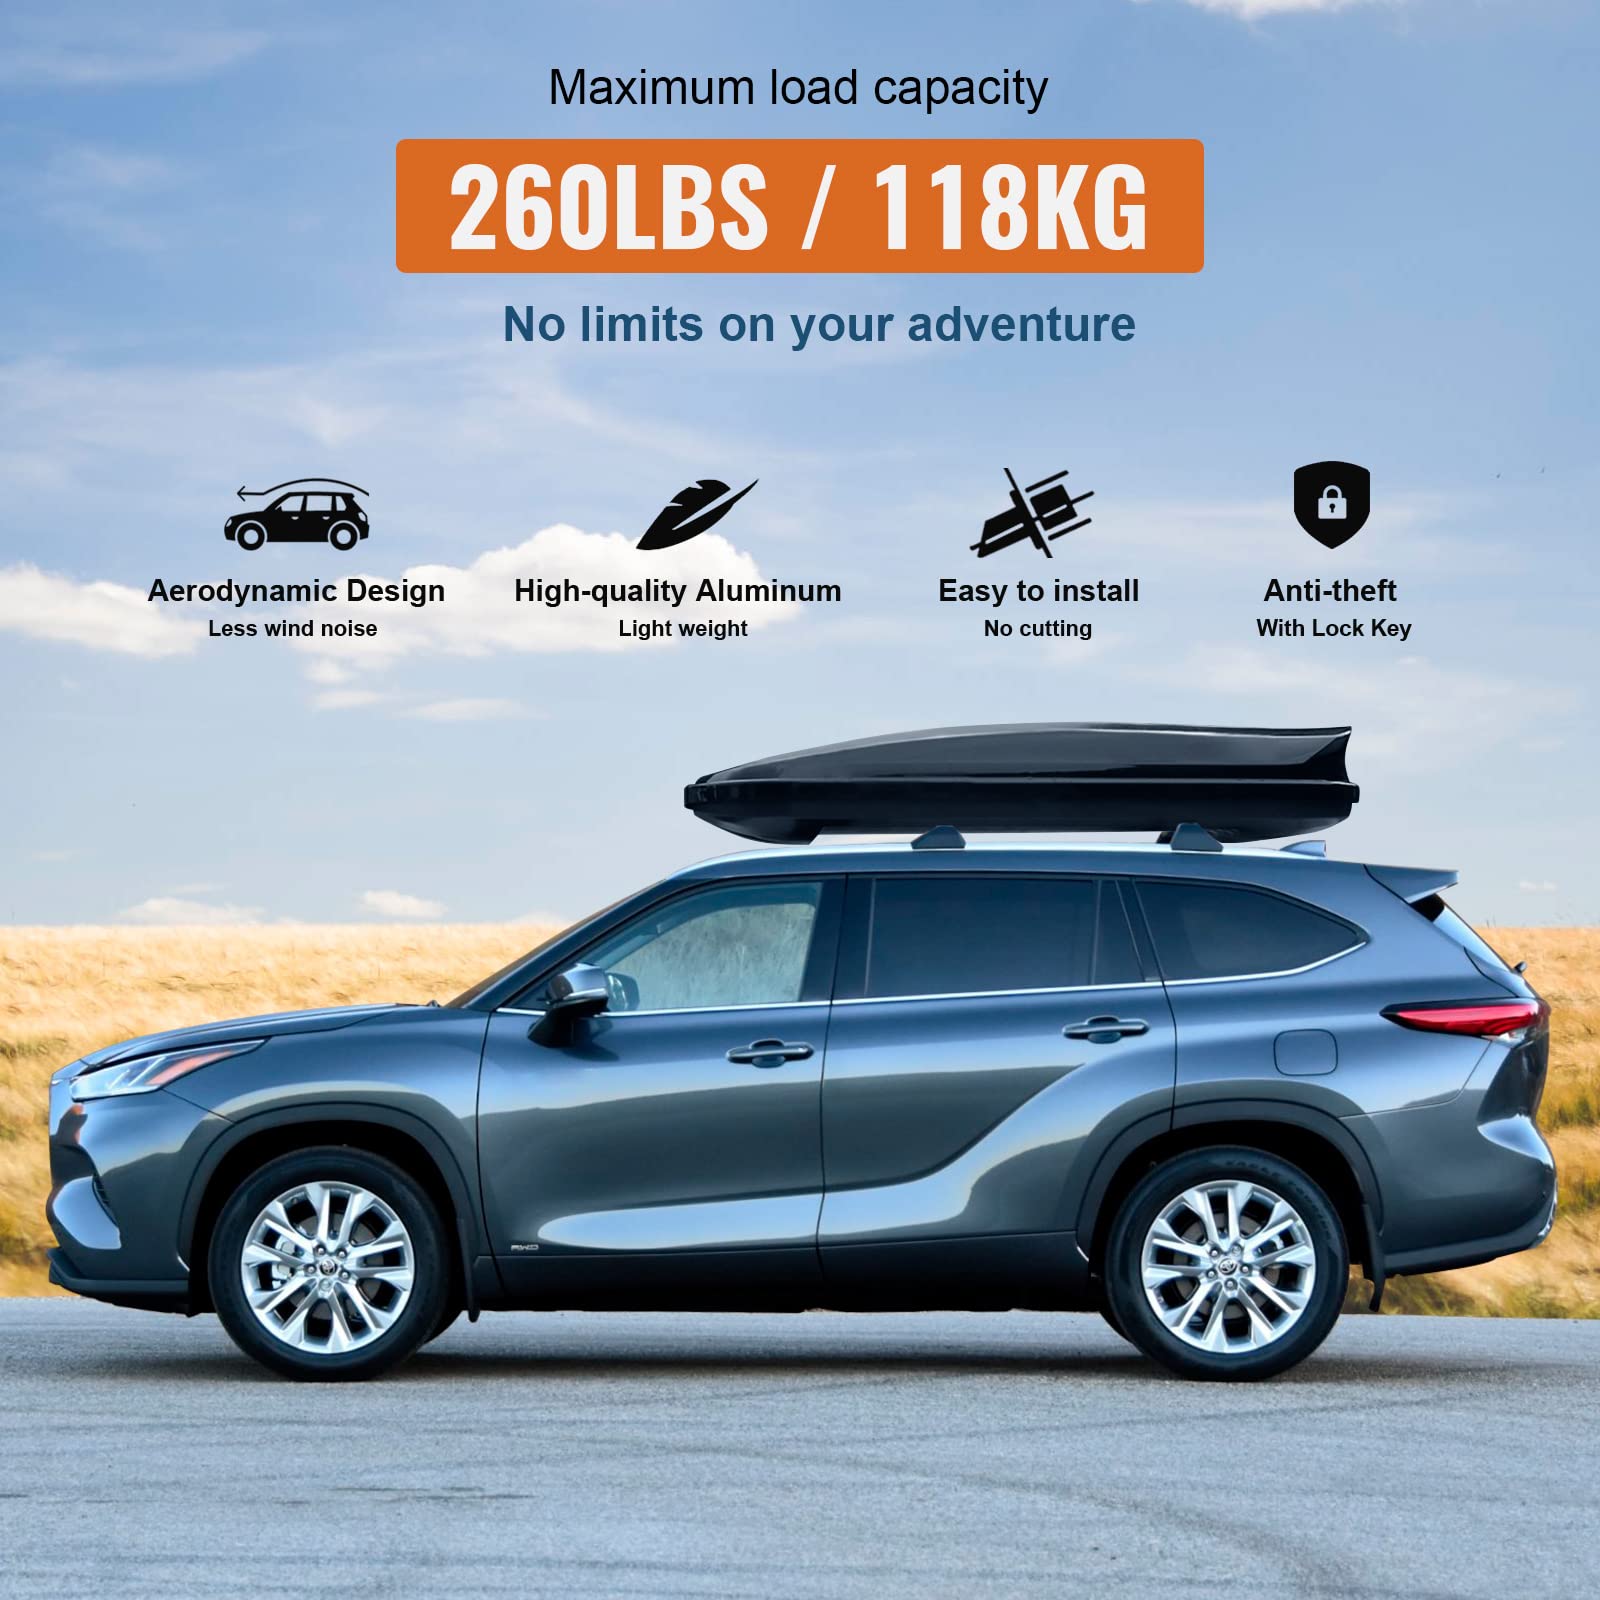 Maximum load capacity
260LBS / 118KG
No limits on your adventure
Aerodynamic Design
Less wind noise
High-quality Aluminum
Light weight
Easy to install
No cutting
Anti-theft
With Lock Key